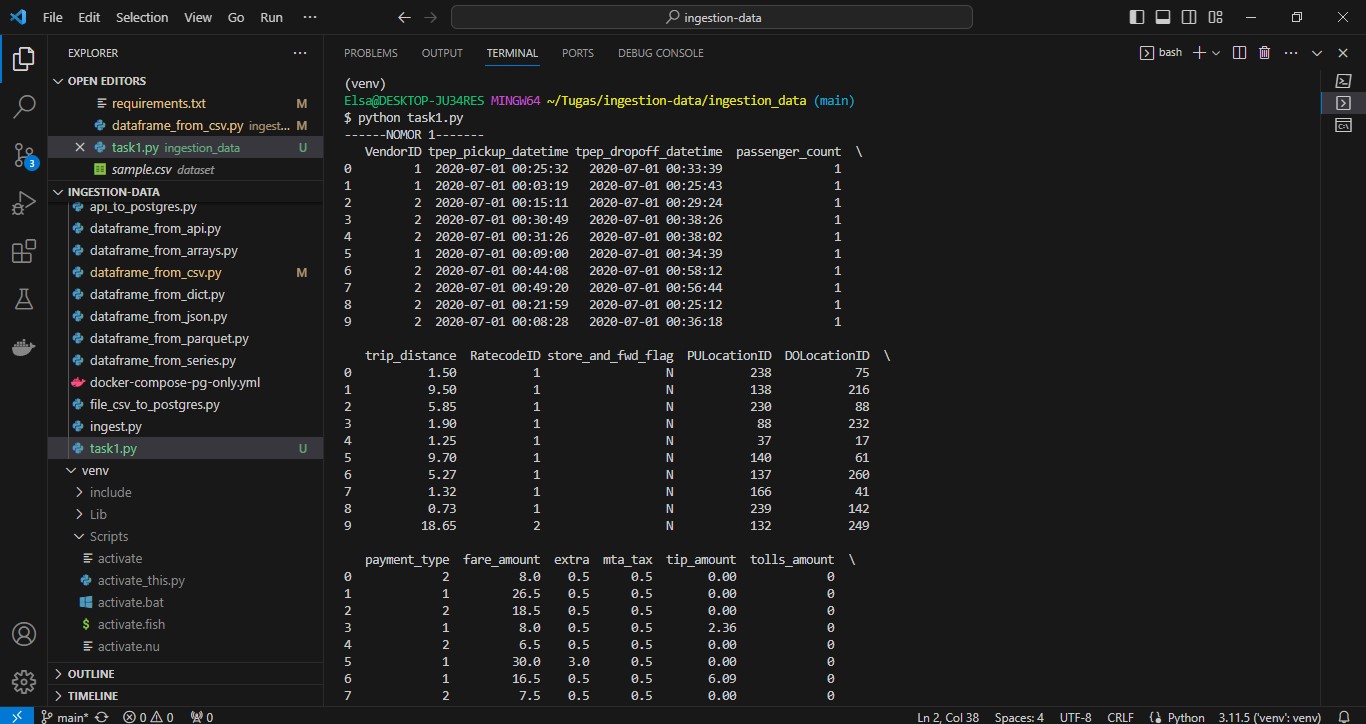 File Edit Selection View Go Run ··· ingestion-data
EXPLORER ···
OPEN EDITORS
requirements.txt M
dataframe_from_csv.py ingest... M
task1.py ingestion_data U
sample.csv dataset
3
INGESTION-DATA
api_to_postgres.py
dataframe_from_api.py
dataframe_from_arrays.py
dataframe_from_csv.py M
dataframe_from_dict.py
dataframe_from_json.py
dataframe_from_parquet.py
dataframe_from_series.py
docker-compose-pg-only.yml
file_csv_to_postgres.py
ingest.py
task1.py U
venv
include
Lib
Scripts
activate
activate_this.py
activate.bat
$ activate.fish
activate.nu
OUTLINE
TIMELINE
PROBLEMS OUTPUT TERMINAL PORTS DEBUG CONSOLE bash ···
(venv)
Elsa@DESKTOP-JU34RES MINGW64 ~/Tugas/ingestion-data/ingestion_data (main)
$ python task1.py
------NOMOR 1-------
VendorID tpep_pickup_datetime tpep_dropoff_datetime passenger_count \
0 1 2020-07-01 00:25:32 2020-07-01 00:33:39 1
1 1 2020-07-01 00:03:19 2020-07-01 00:25:43 1
2 2 2020-07-01 00:15:11 2020-07-01 00:29:24 1
3 2 2020-07-01 00:30:49 2020-07-01 00:38:26 1
4 2 2020-07-01 00:31:26 2020-07-01 00:38:02 1
5 1 2020-07-01 00:09:00 2020-07-01 00:34:39 1
6 2 2020-07-01 00:44:08 2020-07-01 00:58:12 1
7 2 2020-07-01 00:49:20 2020-07-01 00:56:44 1
8 2 2020-07-01 00:21:59 2020-07-01 00:25:12 1
9 2 2020-07-01 00:08:28 2020-07-01 00:36:18 1
trip_distance RatecodeID store_and_fwd_flag PULocationID DOLocationID \
0 1.50 1 N 238 75
1 9.50 1 N 138 216
2 5.85 1 N 230 88
3 1.90 1 N 88 232
4 1.25 1 N 37 17
5 9.70 1 N 140 61
6 5.27 1 N 137 260
7 1.32 1 N 166 41
8 0.73 1 N 239 142
9 18.65 2 N 132 249
payment_type fare_amount extra mta_tax tip_amount tolls_amount \
0 2 8.0 0.5 0.5 0.00 0
1 1 26.5 0.5 0.5 0.00 0
2 2 18.5 0.5 0.5 0.00 0
3 1 8.0 0.5 0.5 2.36 0
4 2 6.5 0.5 0.5 0.00 0
5 1 30.0 3.0 0.5 0.00 0
6 1 16.5 0.5 0.5 6.09 0
7 2 7.5 0.5 0.5 0.00 0
main* 0 0 0 Ln 2, Col 38 Spaces: 4 UTF-8 CRLF Python 3.11.5 ('venv': venv)